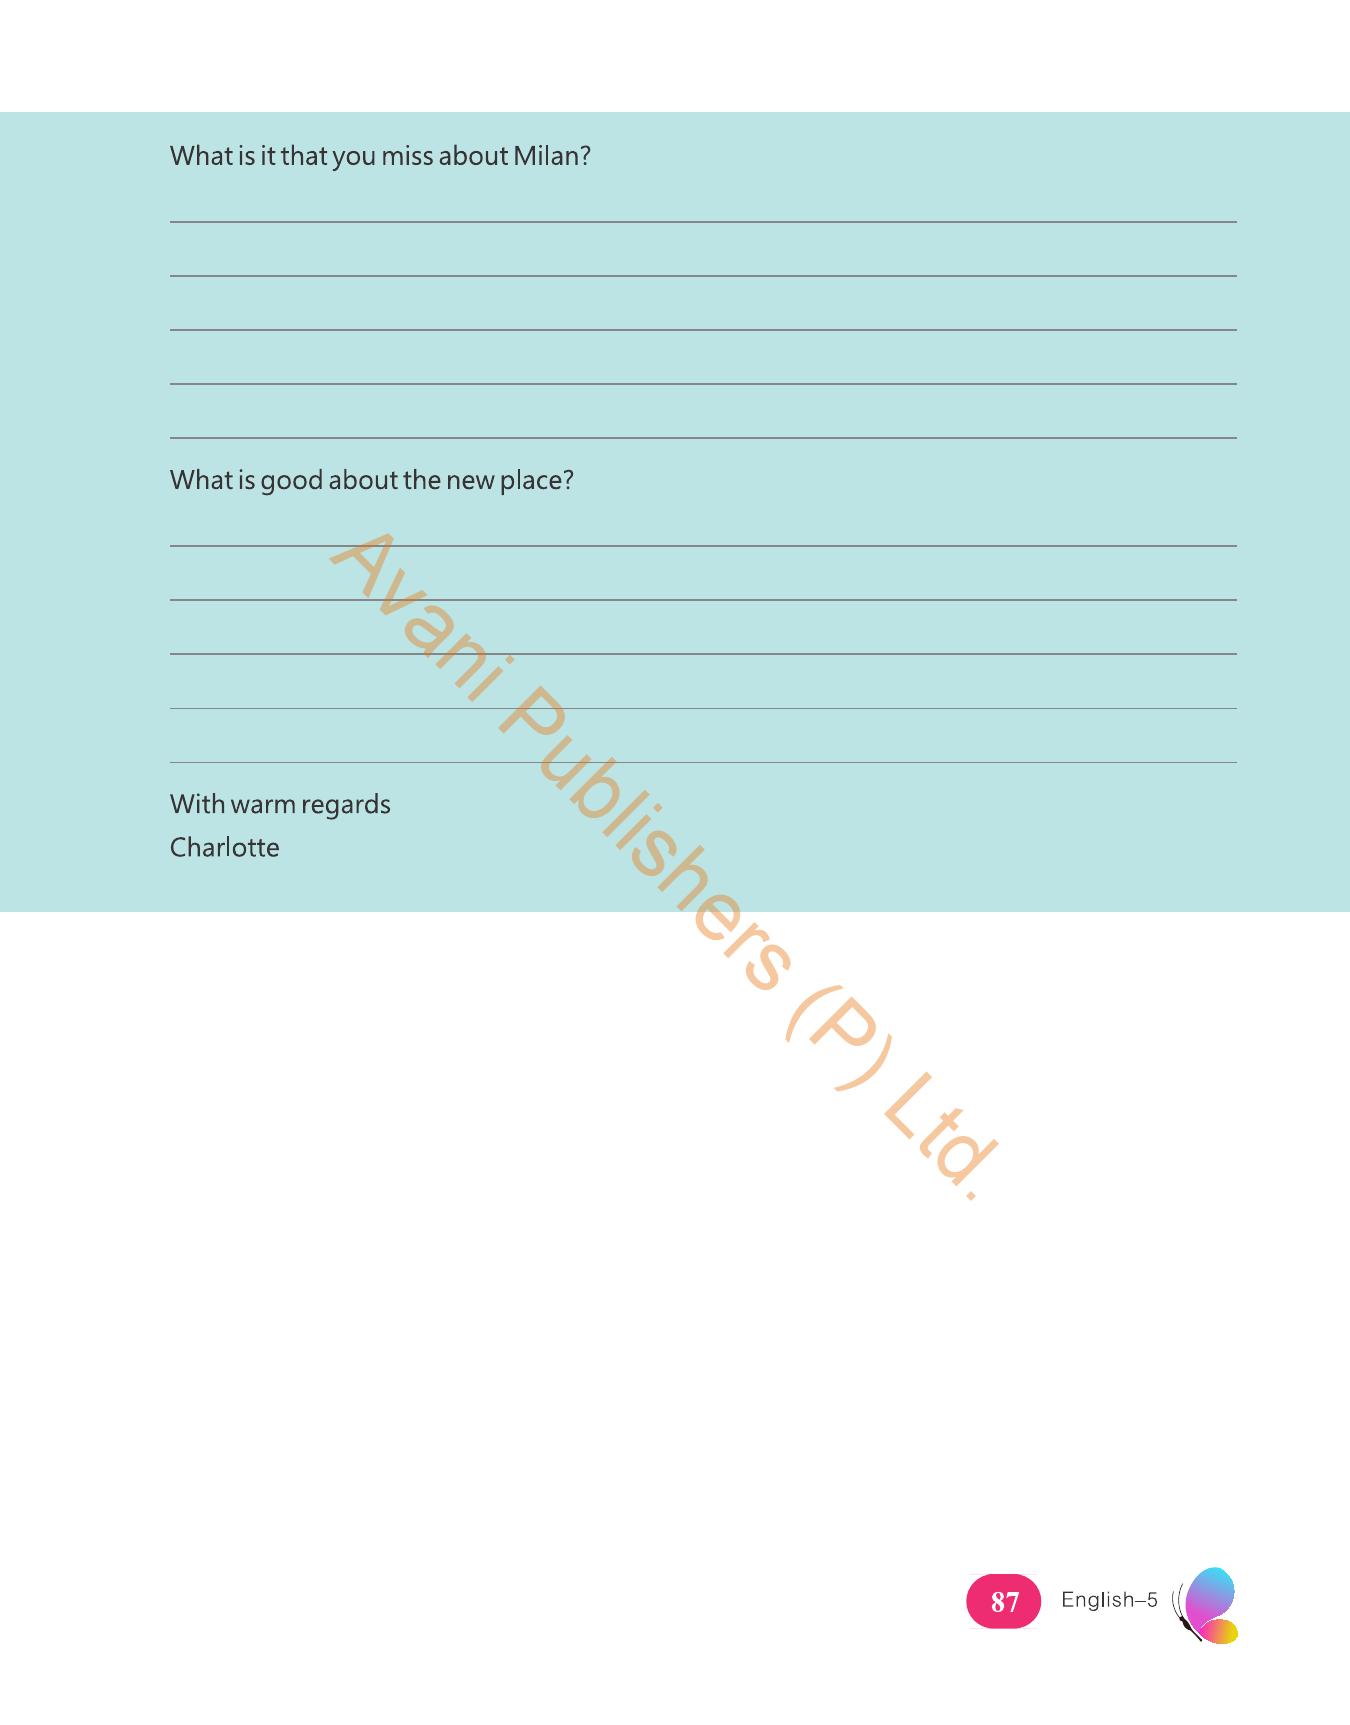 What is it that you miss about Milan?
What is good about the new place?
With warm regards
Charlotte
Avani Publishers (P) Ltd.
87
English–5